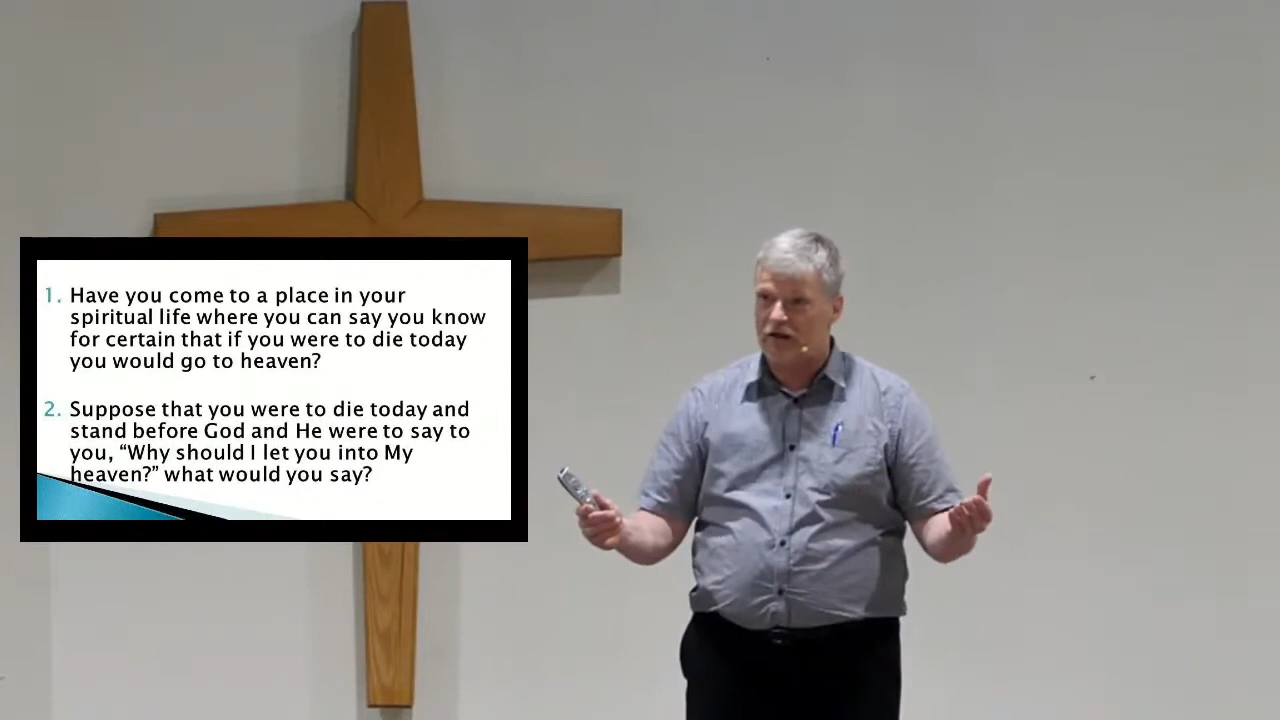 1. Have you come to a place in your
spiritual life where you can say you know
for certain that if you were to die today
you would go to heaven?
2. Suppose that you were to die today and
stand before God and He were to say to
you, “Why should I let you into My
heaven?” what would you say?